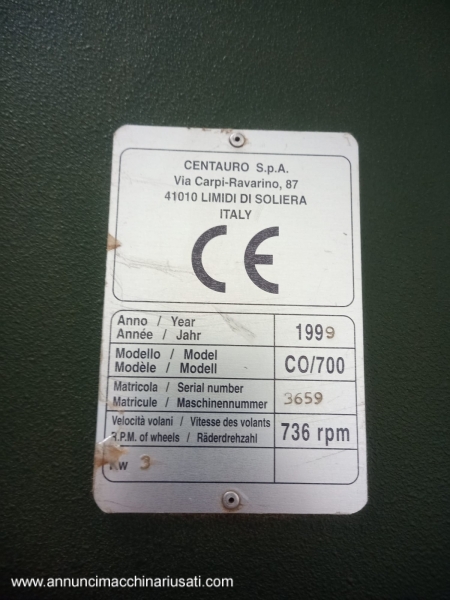 CENTAURO S.p.A.
Via Carpi-Ravarino, 87
41010 LIMIDI DI SOLIERA
ITALY
CE
Anno / Year
Année / Jahr
1999
Modello / Model
Modèle / Modell
CO/700
Matricola / Serial number
Matricule / Maschinennummer
3659
Velocità volani / Vitesse des volants
R.P.M. of wheels / Räderdrehzahl
736 rpm
KW 3
www.annuncimacchinariusati.com